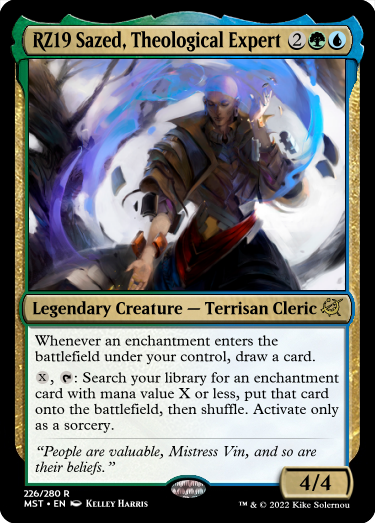 RZ19 Sazed, Theological Expert 2
Legendary Creature — Terrisan Cleric
Whenever an enchantment enters the
battlefield under your control, draw a card.
X, : Search your library for an enchantment
card with mana value X or less, put that card
onto the battlefield, then shuffle. Activate only
as a sorcery.
“People are valuable, Mistress Vin, and so are
their beliefs.”
4/4
226/280 R
MST • EN Kelley Harris
™ & © 2022 Kike Solernou